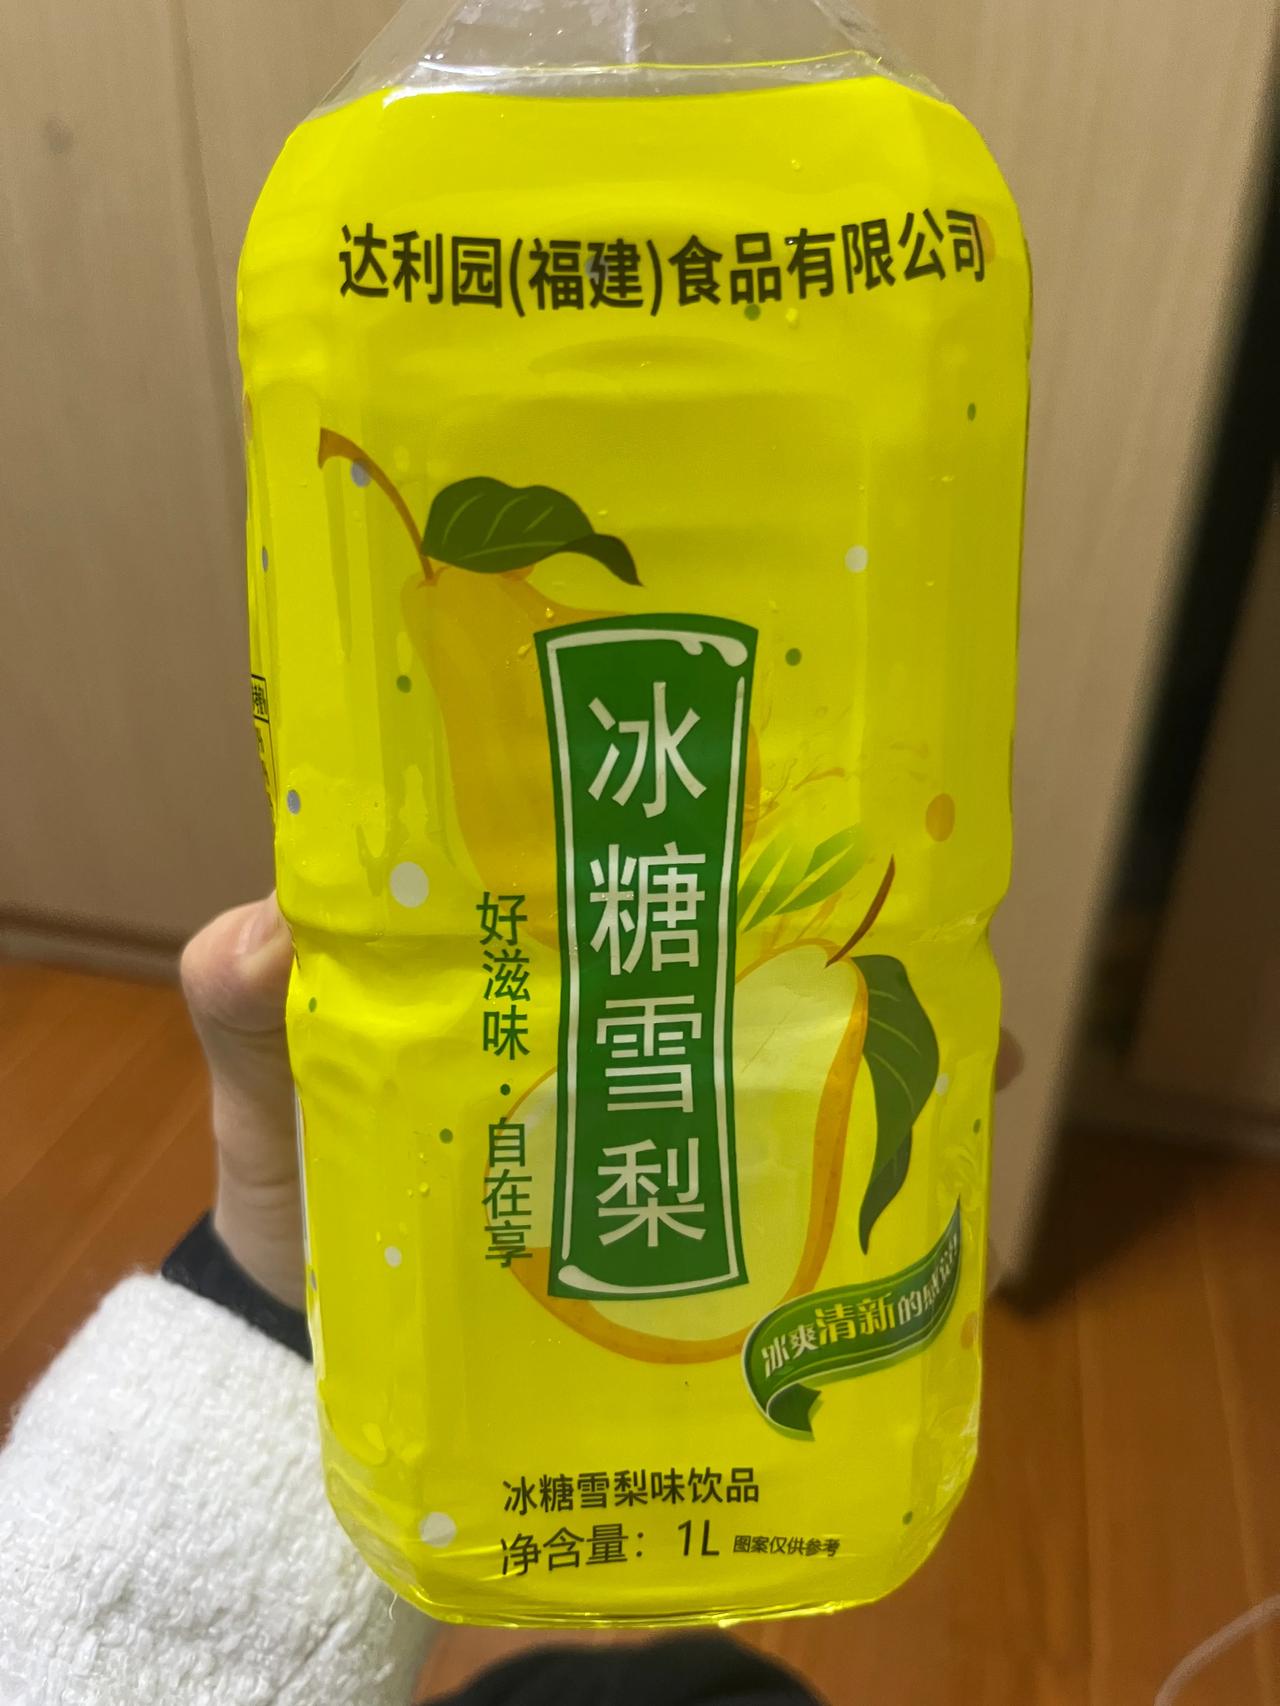 达利园(福建)食品有限公司
冰糖雪梨
好滋味·自在享
冰爽清新的感觉
冰糖雪梨味饮品
净含量：1L 图案仅供参考